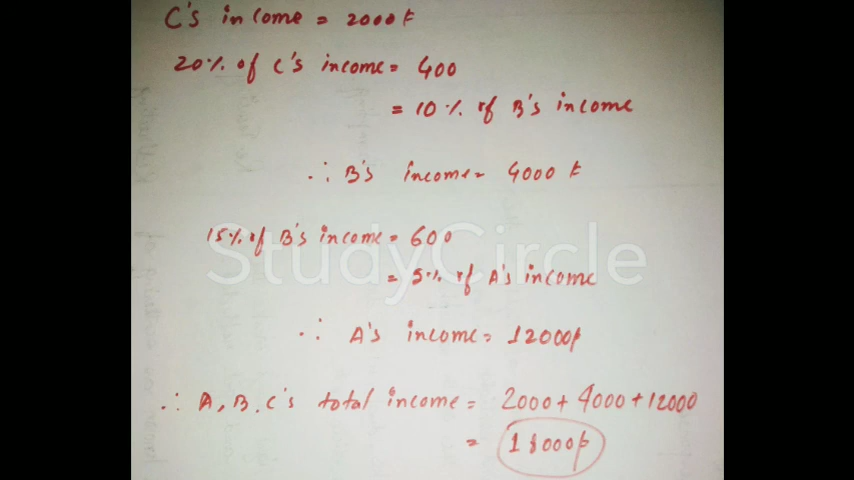 C's income = 2000₹
20% of C's income = 400
= 10% of B's income
∴ B's income = 4000 ₹
15% of B's income = 600
StudyCircle
= 5% of A's income
∴ A's income = 12000₹
∴ A, B, C's total income = 2000 + 4000 + 12000
= 18000₹